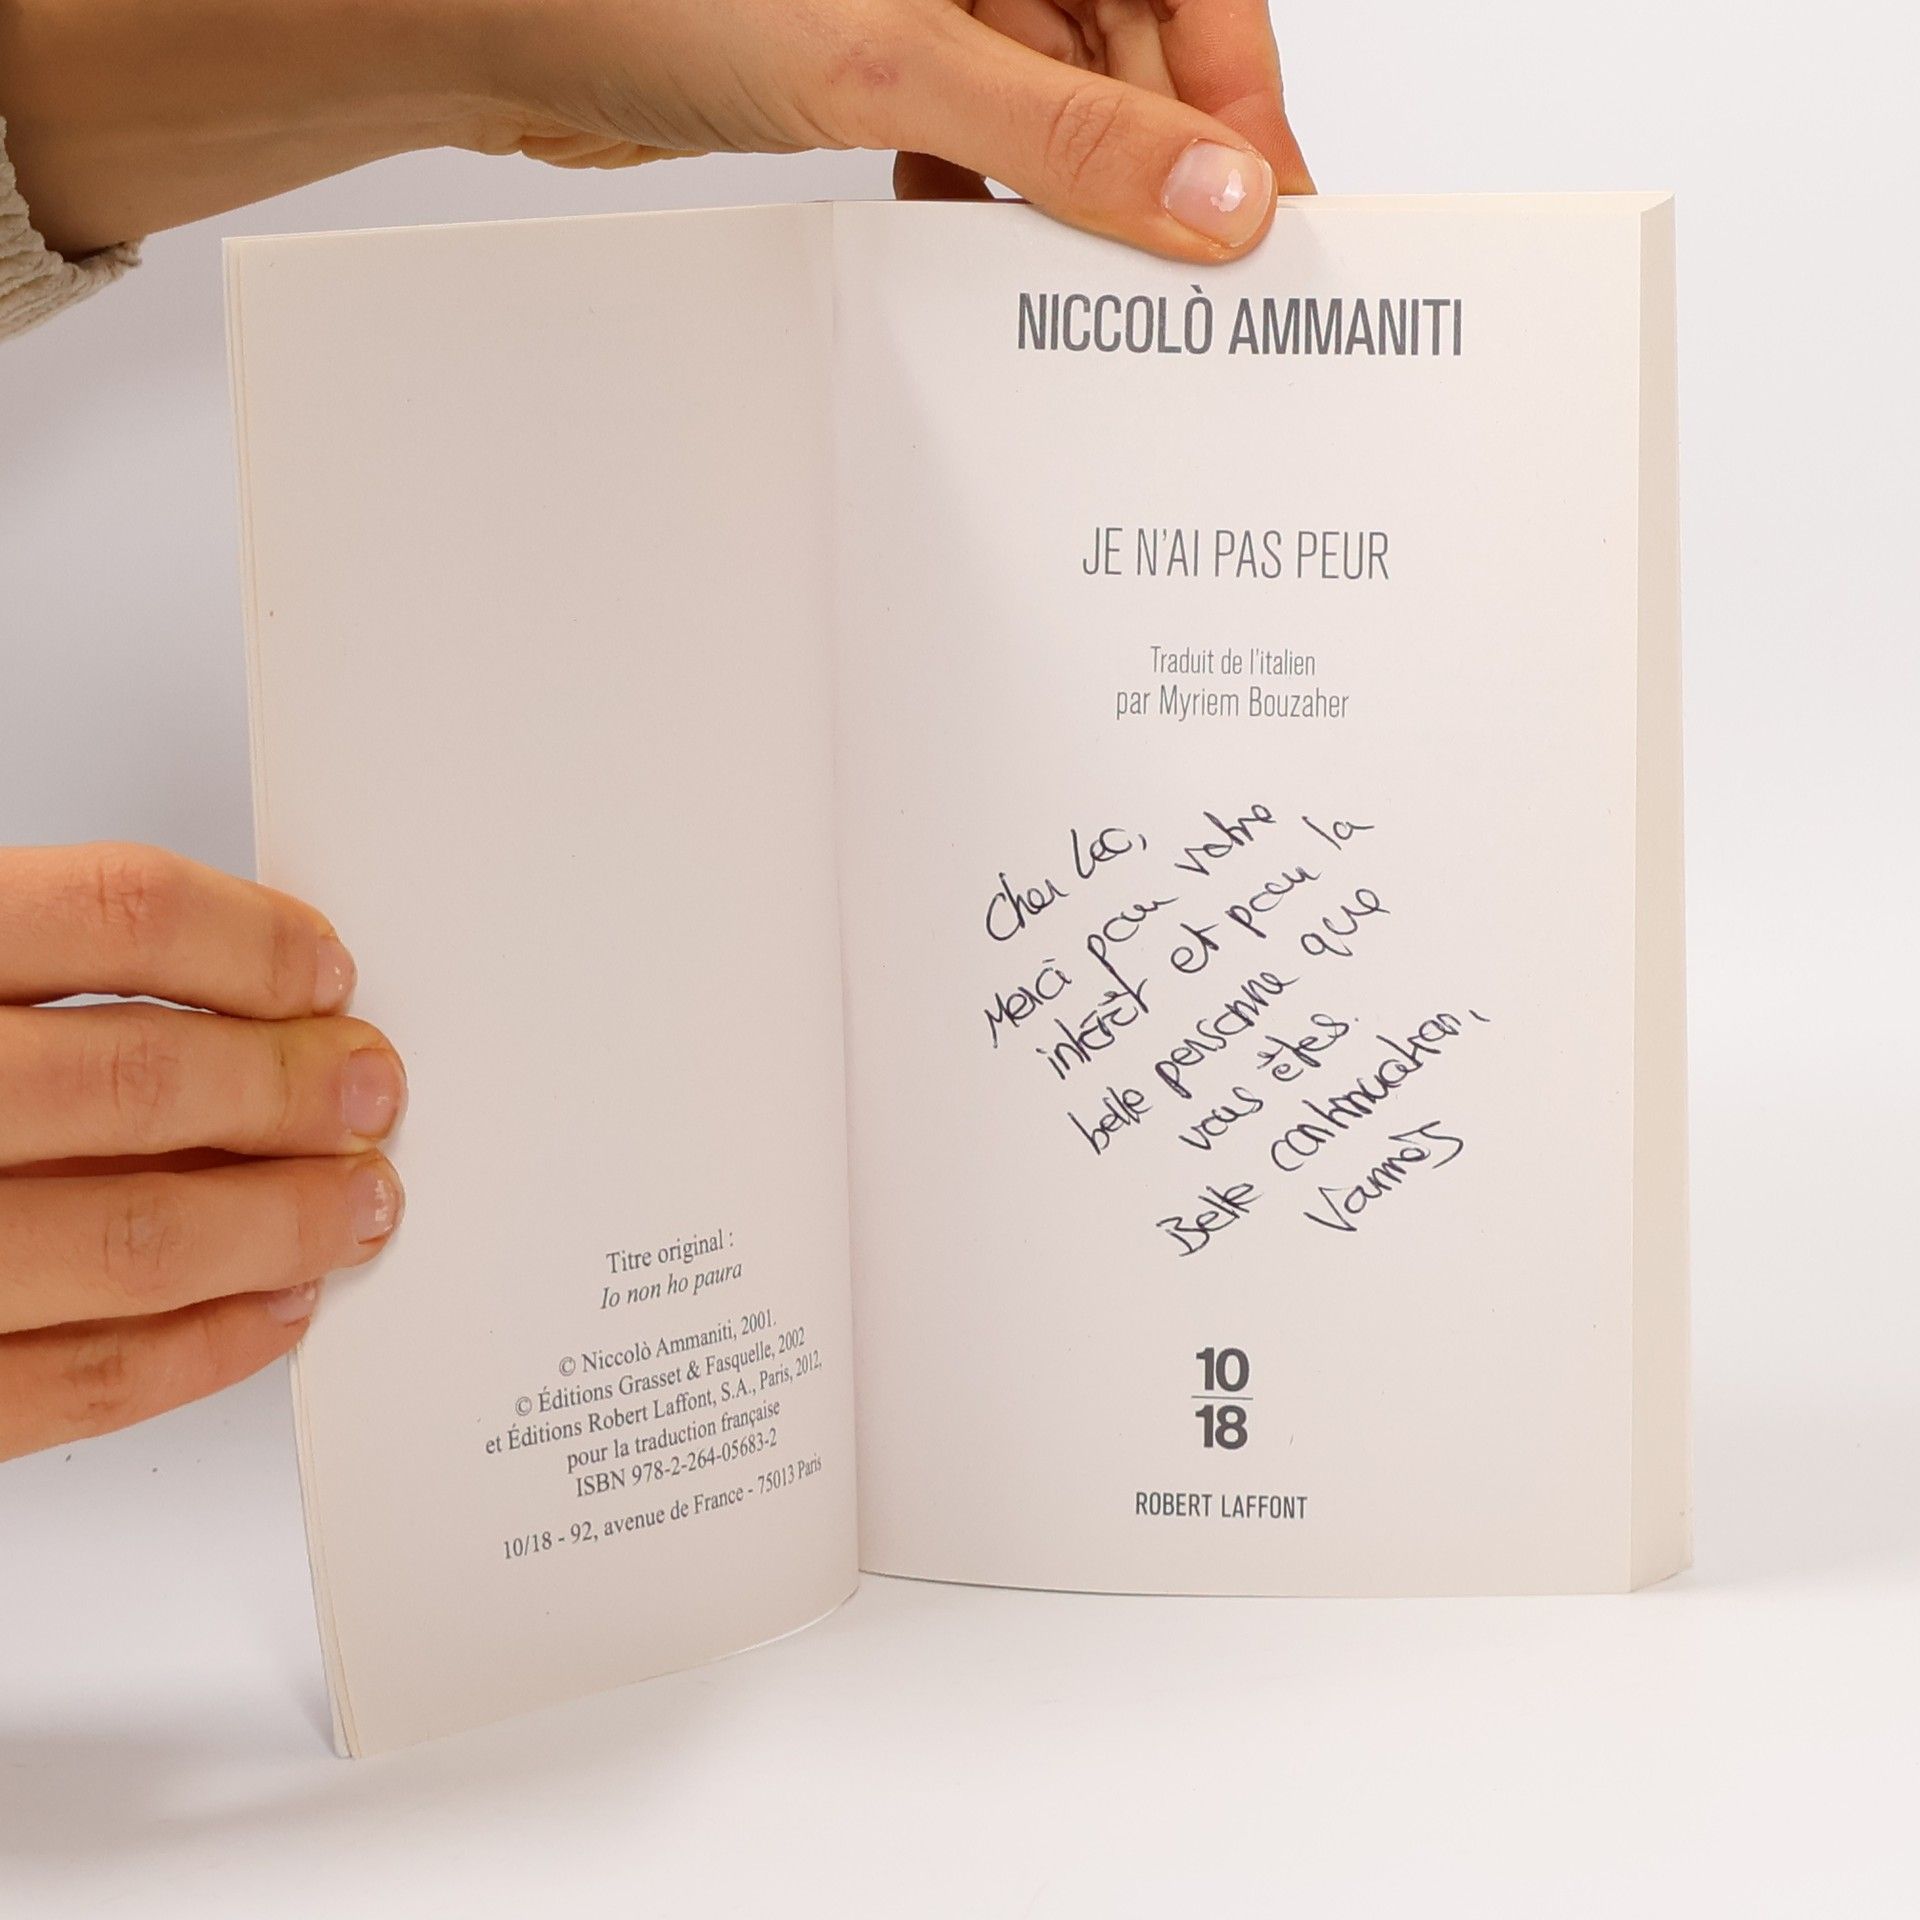 Titre original :
Io non ho paura
© Niccolò Ammaniti, 2001.
© Éditions Grasset & Fasquelle, 2002
et Éditions Robert Laffont, S.A., Paris, 2012,
pour la traduction française
ISBN 978-2-264-05683-2
10/18 - 92, avenue de France - 75013 Paris
NICCOLÒ AMMANITI
JE N'AI PAS PEUR
Traduit de l'italien
par Myriem Bouzaher
Cher
Merci pour votre
intérêt et pour la
belle personne que
vous êtes.
Belle continuation,
10
18
ROBERT LAFFONT